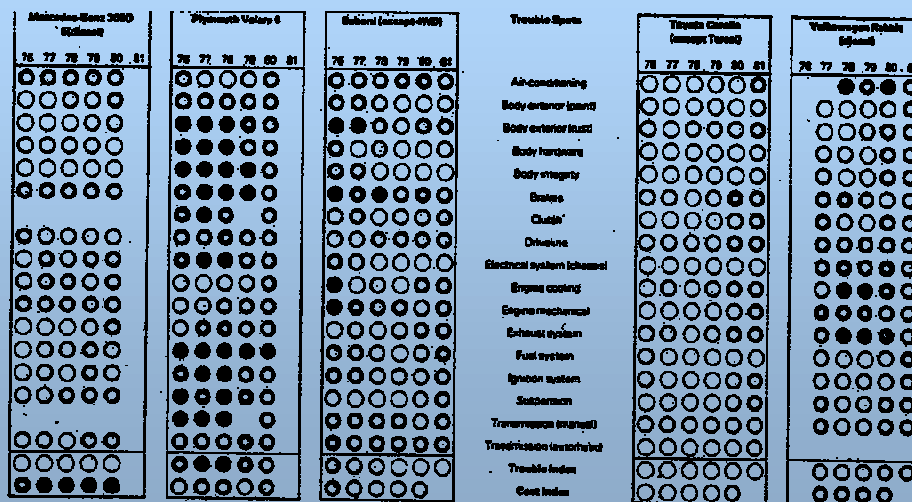 Mercedes-Benz 300D
(diesel)
76 77 78 79 80 81
Plymouth Volare 6
76 77 78 79 80 81
Subaru (except 4WD)
76 77 78 79 80 81
Trouble Spots
Air-conditioning
Body exterior (paint)
Body exterior (rust)
Body hardware
Body integrity
Brakes
Clutch
Driveline
Electrical system (chassis)
Engine cooling
Engine mechanical
Exhaust system
Fuel system
Ignition system
Suspension
Transmission (manual)
Transmission (automatic)
Trouble Index
Cost Index
Toyota Corolla
(except Tercel)
76 77 78 79 80 81
Volkswagen Rabbit
(diesel)
76 77 78 79 80